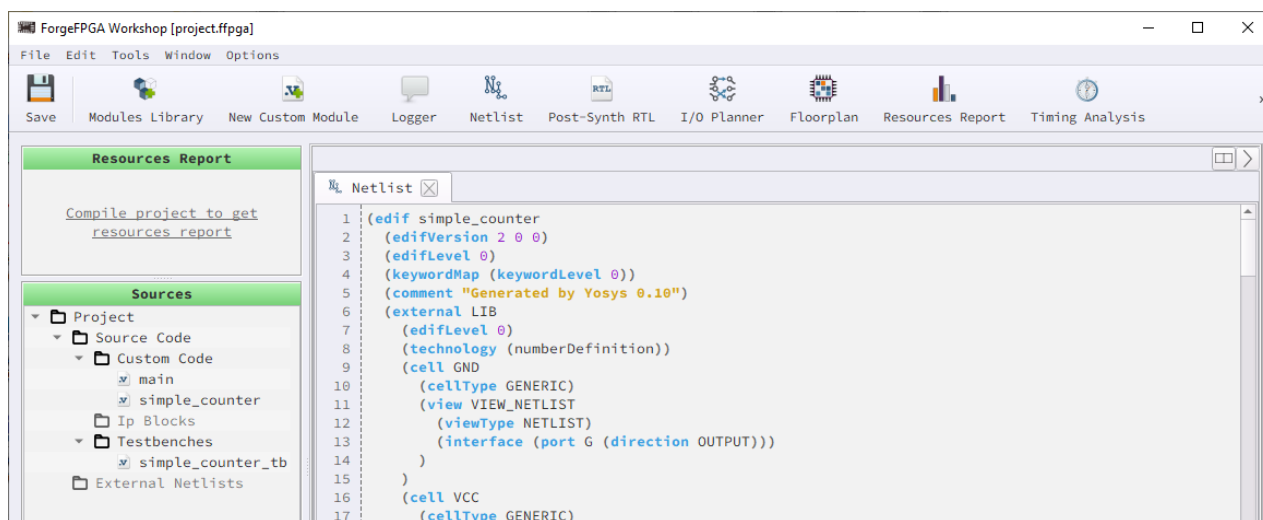 ForgeFPGA Workshop [project.ffpga]
File Edit Tools Window Options
Save Modules Library New Custom Module Logger Netlist Post-Synth RTL I/O Planner Floorplan Resources Report Timing Analysis
Resources Report
Compile project to get
resources report
Sources
Project
Source Code
Custom Code
main
simple_counter
Ip Blocks
Testbenches
simple_counter_tb
External Netlists
Netlist
1 (edif simple_counter
2 (edifVersion 2 0 0)
3 (edifLevel 0)
4 (keywordMap (keywordLevel 0))
5 (comment "Generated by Yosys 0.10")
6 (external LIB
7 (edifLevel 0)
8 (technology (numberDefinition))
9 (cell GND
10 (cellType GENERIC)
11 (view VIEW_NETLIST
12 (viewType NETLIST)
13 (interface (port G (direction OUTPUT)))
14 )
15 )
16 (cell VCC
17 (cellType GENERIC)